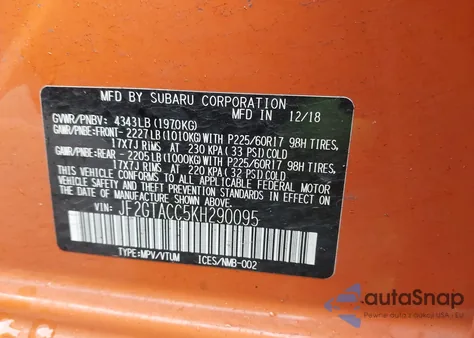 MFD BY SUBARU CORPORATION
GVWR/PNBV: 4343LB(1970KG) MFD IN 12/18
GAWR/PNBE:FRONT-2227LB(1010KG)WITH P225/60R17 98H TIRES,
17X7J RIMS AT 230 KPA(33 PSI)COLD
GAWR/PNBE:REAR -2205LB(1000KG)WITH P225/60R17 98H TIRES,
17X7J RIMS AT 220 KPA(32 PSI)COLD
THIS VEHICLE CONFORMS TO ALL APPLICABLE FEDERAL MOTOR
VEHICLE SAFETY, BUMPER, AND THEFT PREVENTION STANDARDS
IN EFFECT ON THE DATE OF MANUFACTURE SHOWN ABOVE.
VIN: JF2GTACC5KH290095
TYPE:MPV/VTUM ICES/NMB-002
autoSnap